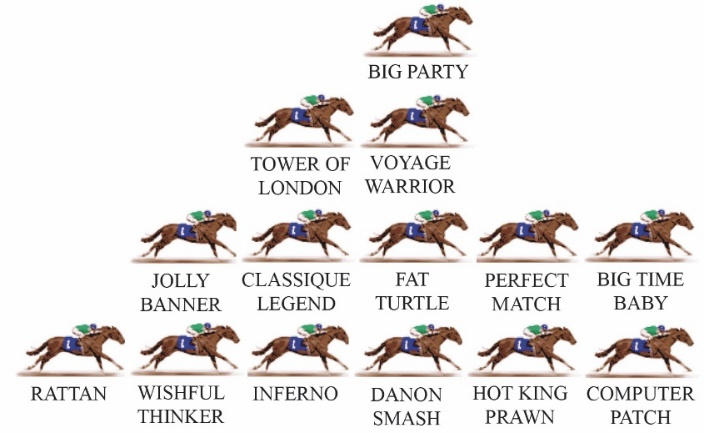 BIG PARTY
TOWER OF VOYAGE
LONDON WARRIOR
JOLLY CLASSIQUE FAT PERFECT BIG TIME
BANNER LEGEND TURTLE MATCH BABY
RATTAN WISHFUL INFERNO DANON HOT KING COMPUTER
THINKER SMASH PRAWN PATCH